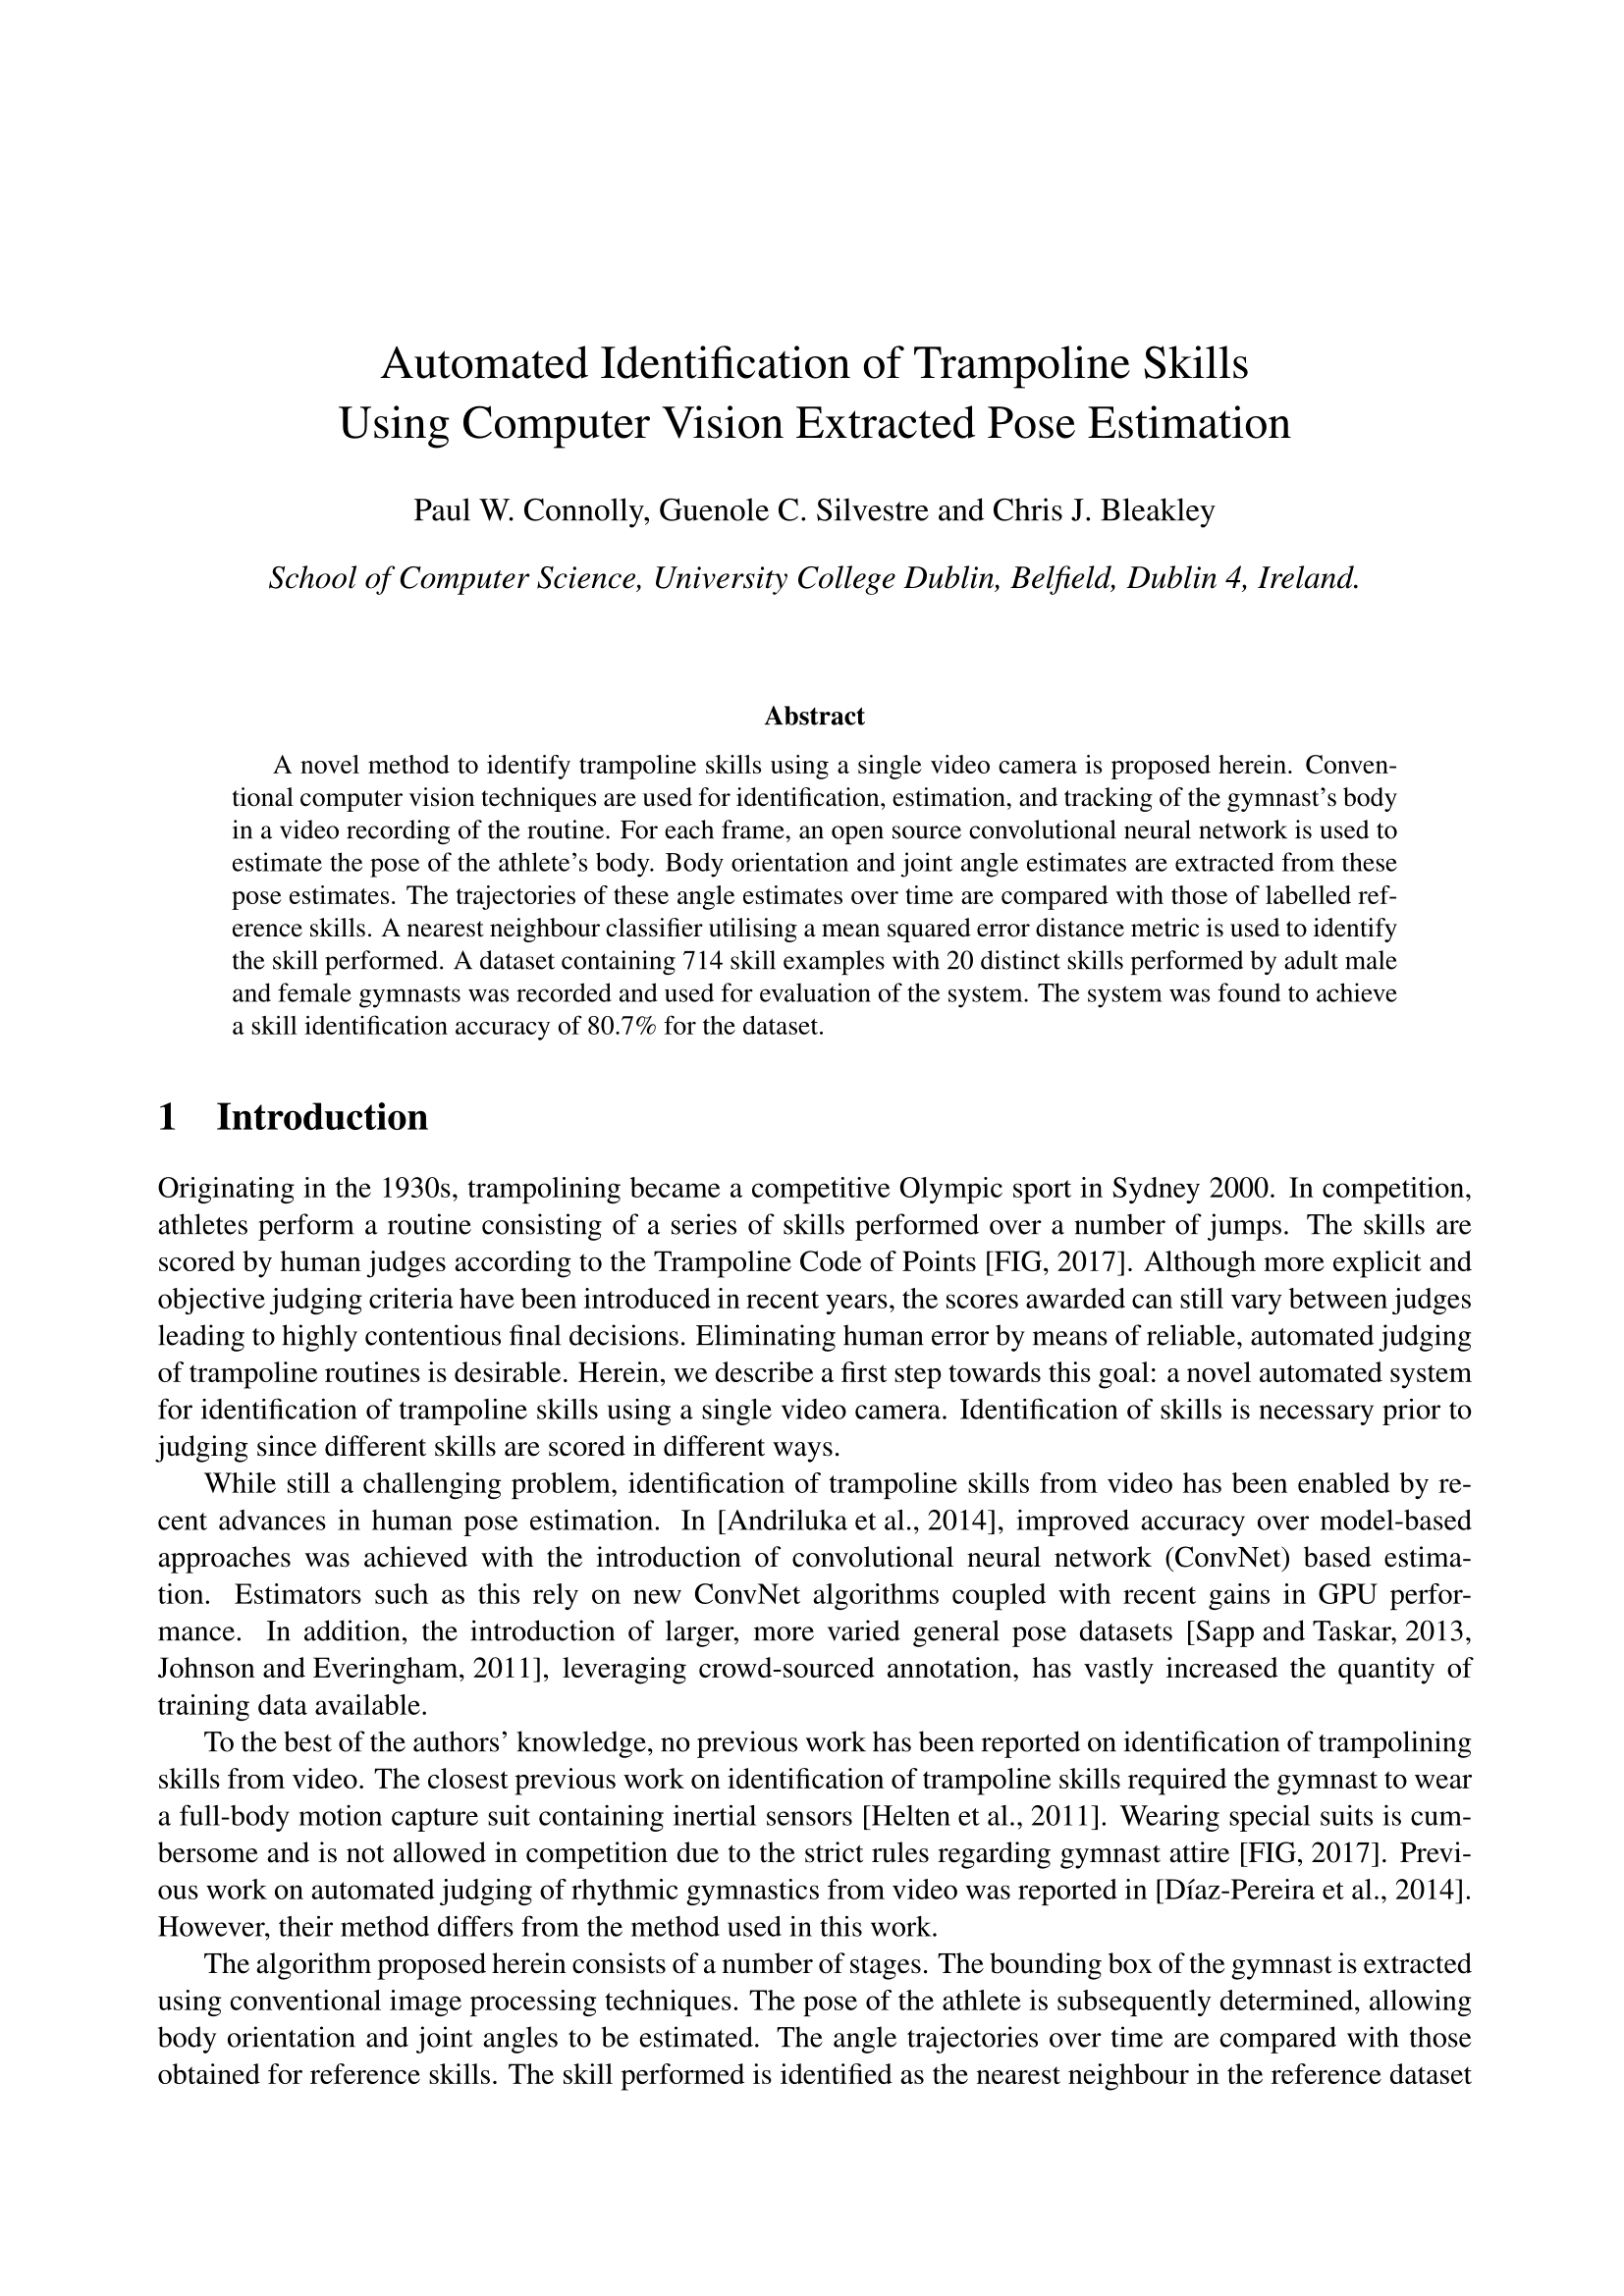 Automated Identification of Trampoline Skills
Using Computer Vision Extracted Pose Estimation
Paul W. Connolly, Guenole C. Silvestre and Chris J. Bleakley
School of Computer Science, University College Dublin, Belfield, Dublin 4, Ireland.
Abstract
A novel method to identify trampoline skills using a single video camera is proposed herein. Conven-
tional computer vision techniques are used for identification, estimation, and tracking of the gymnast's body
in a video recording of the routine. For each frame, an open source convolutional neural network is used to
estimate the pose of the athlete's body. Body orientation and joint angle estimates are extracted from these
pose estimates. The trajectories of these angle estimates over time are compared with those of labelled ref-
erence skills. A nearest neighbour classifier utilising a mean squared error distance metric is used to identify
the skill performed. A dataset containing 714 skill examples with 20 distinct skills performed by adult male
and female gymnasts was recorded and used for evaluation of the system. The system was found to achieve
a skill identification accuracy of 80.7% for the dataset.
1 Introduction
Originating in the 1930s, trampolining became a competitive Olympic sport in Sydney 2000. In competition,
athletes perform a routine consisting of a series of skills performed over a number of jumps. The skills are
scored by human judges according to the Trampoline Code of Points [FIG, 2017]. Although more explicit and
objective judging criteria have been introduced in recent years, the scores awarded can still vary between judges
leading to highly contentious final decisions. Eliminating human error by means of reliable, automated judging
of trampoline routines is desirable. Herein, we describe a first step towards this goal: a novel automated system
for identification of trampoline skills using a single video camera. Identification of skills is necessary prior to
judging since different skills are scored in different ways.
While still a challenging problem, identification of trampoline skills from video has been enabled by re-
cent advances in human pose estimation. In [Andriluka et al., 2014], improved accuracy over model-based
approaches was achieved with the introduction of convolutional neural network (ConvNet) based estima-
tion. Estimators such as this rely on new ConvNet algorithms coupled with recent gains in GPU perfor-
mance. In addition, the introduction of larger, more varied general pose datasets [Sapp and Taskar, 2013,
Johnson and Everingham, 2011], leveraging crowd-sourced annotation, has vastly increased the quantity of
training data available.
To the best of the authors' knowledge, no previous work has been reported on identification of trampolining
skills from video. The closest previous work on identification of trampoline skills required the gymnast to wear
a full-body motion capture suit containing inertial sensors [Helten et al., 2011]. Wearing special suits is cum-
bersome and is not allowed in competition due to the strict rules regarding gymnast attire [FIG, 2017]. Previ-
ous work on automated judging of rhythmic gymnastics from video was reported in [Díaz-Pereira et al., 2014].
However, their method differs from the method used in this work.
The algorithm proposed herein consists of a number of stages. The bounding box of the gymnast is extracted
using conventional image processing techniques. The pose of the athlete is subsequently determined, allowing
body orientation and joint angles to be estimated. The angle trajectories over time are compared with those
obtained for reference skills. The skill performed is identified as the nearest neighbour in the reference dataset